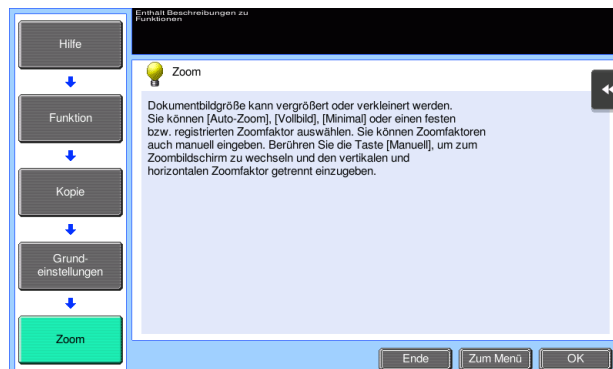 Enthält Beschreibungen zu
Funktionen
Hilfe
Funktion
Kopie
Grund-
einstellungen
Zoom
Zoom
Dokumentbildgröße kann vergrößert oder verkleinert werden.
Sie können [Auto-Zoom], [Vollbild], [Minimal] oder einen festen
bzw. registrierten Zoomfaktor auswählen. Sie können Zoomfaktoren
auch manuell eingeben. Berühren Sie die Taste [Manuell], um zum
Zoombildschirm zu wechseln und den vertikalen und
horizontalen Zoomfaktor getrennt einzugeben.
Ende
Zum Menü
OK